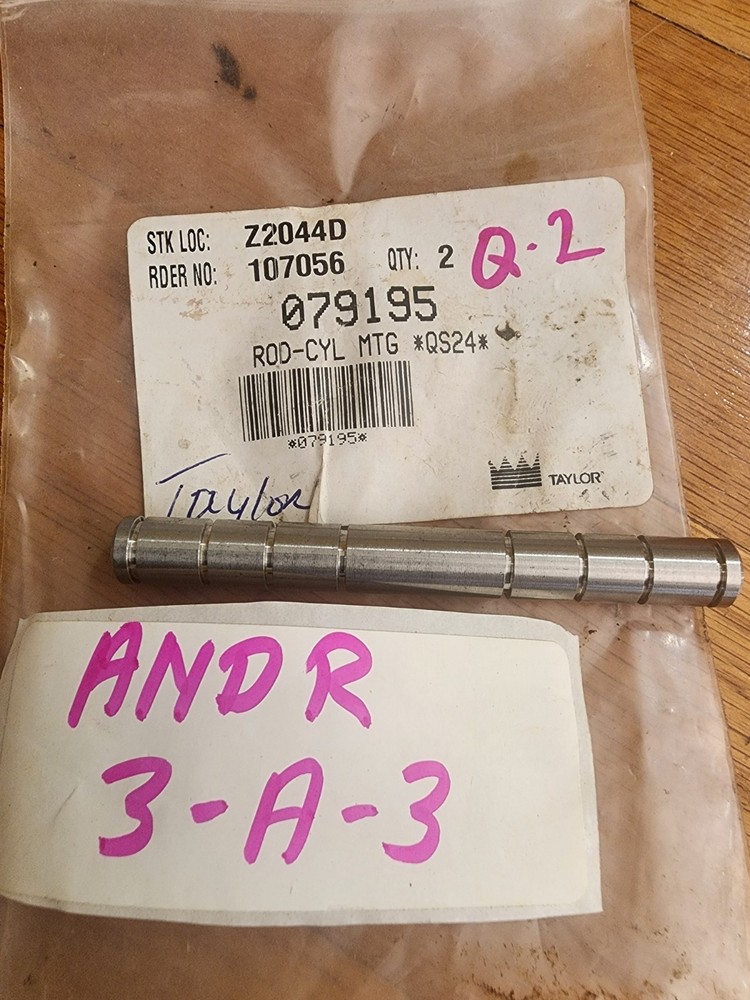 STK LOC: Z2044D
RDER NO: 107056 QTY: 2 Q-2
079195
ROD-CYL MTG *QS24*
*079195*
Taylor
TAYLOR
ANDR
3-A-3